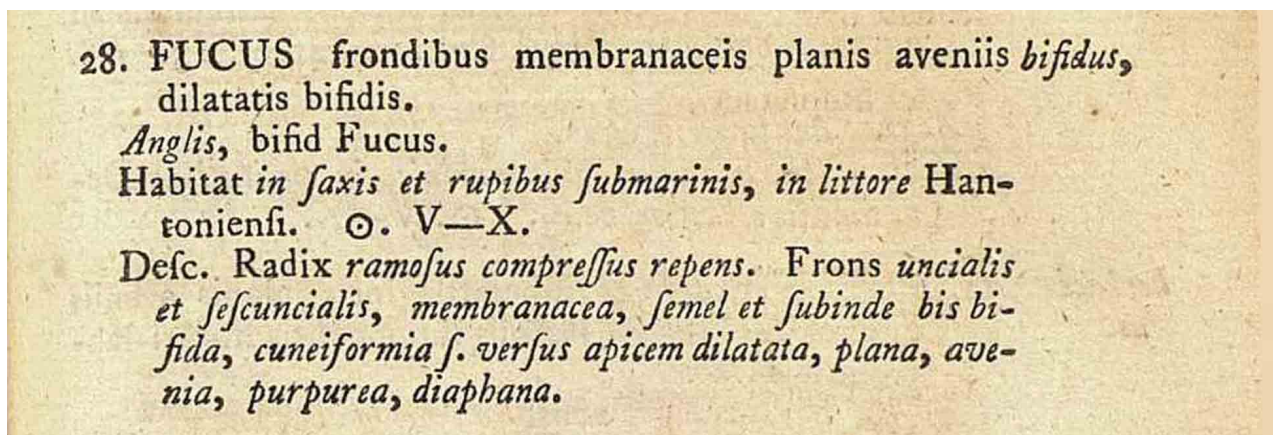 28. FUCUS frondibus membranaceis planis aveniis bifidus,
dilatatis bifidis.
Anglis, bifid Fucus.
Habitat in ſaxis et rupibus ſubmarinis, in littore Han-
tonienſi. ☉. V—X.
Deſc. Radix ramoſus compreſſus repens. Frons uncialis
et ſeſcuncialis, membranacea, ſemel et ſubinde bis bi-
fida, cuneiformia ſ. verſus apicem dilatata, plana, ave-
nia, purpurea, diaphana.